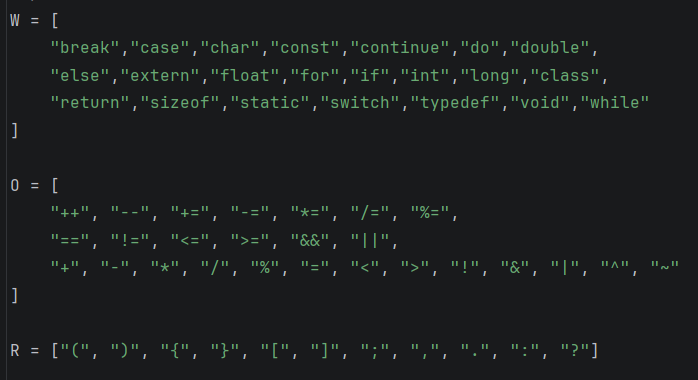 W = [
    "break","case","char","const","continue","do","double",
    "else","extern","float","for","if","int","long","class",
    "return","sizeof","static","switch","typedef","void","while"
]
O = [
    "++", "--", "+=", "-=", "*=", "/=", "%=",
    "==", "!=", "<=", ">=", "&&", "||",
    "+", "-", "*", "/", "%", "=", "<", ">", "!", "&", "|", "^", "~"
]
R = ["(", ")", "{", "}", "[", "]", ";", ",", ".", ":", "?"]